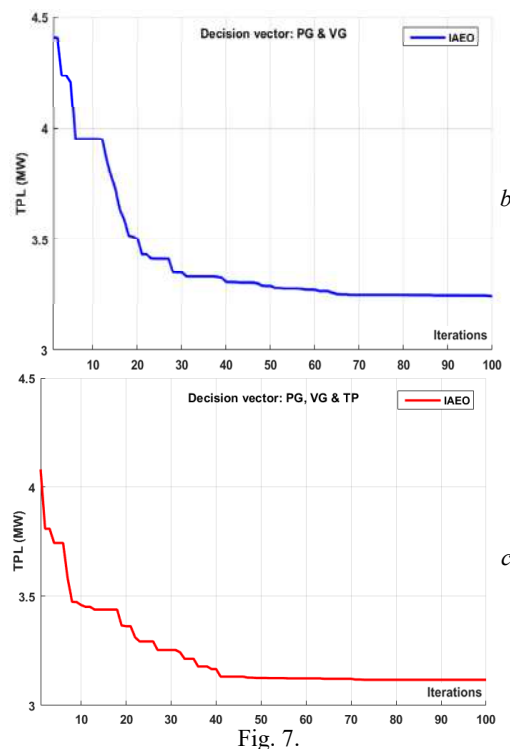 Decision vector: PG & VG
IAEO
4.5
4
3.5
3
TPL (MW)
b
Iterations
10 20 30 40 50 60 70 80 90 100
Decision vector: PG, VG & TP
IAEO
4.5
4
3.5
3
TPL (MW)
c
Iterations
10 20 30 40 50 60 70 80 90 100
Fig. 7.